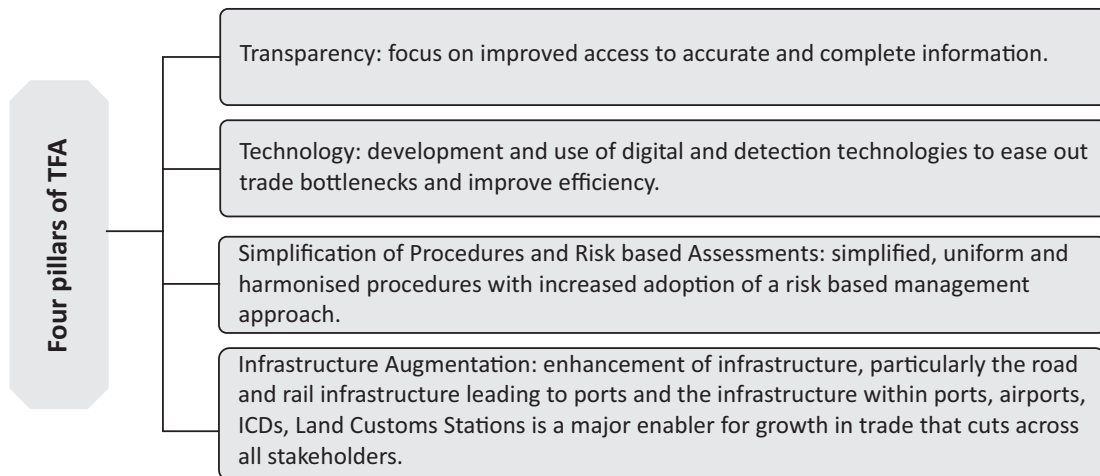 Four pillars of TFA
Transparency: focus on improved access to accurate and complete information.
Technology: development and use of digital and detection technologies to ease out
trade bottlenecks and improve efficiency.
Simplification of Procedures and Risk based Assessments: simplified, uniform and
harmonised procedures with increased adoption of a risk based management
approach.
Infrastructure Augmentation: enhancement of infrastructure, particularly the road
and rail infrastructure leading to ports and the infrastructure within ports, airports,
ICDs, Land Customs Stations is a major enabler for growth in trade that cuts across
all stakeholders.